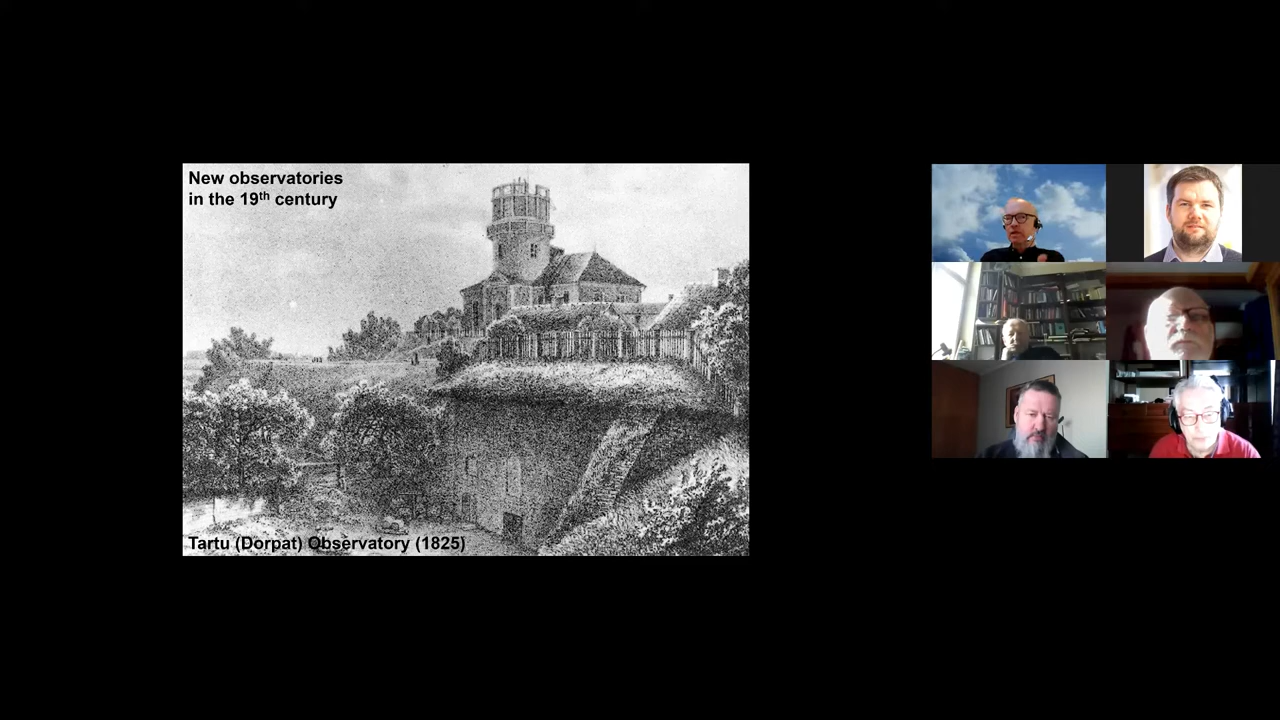 New observatories
in the 19th century
Tartu (Dorpat) Observatory (1825)